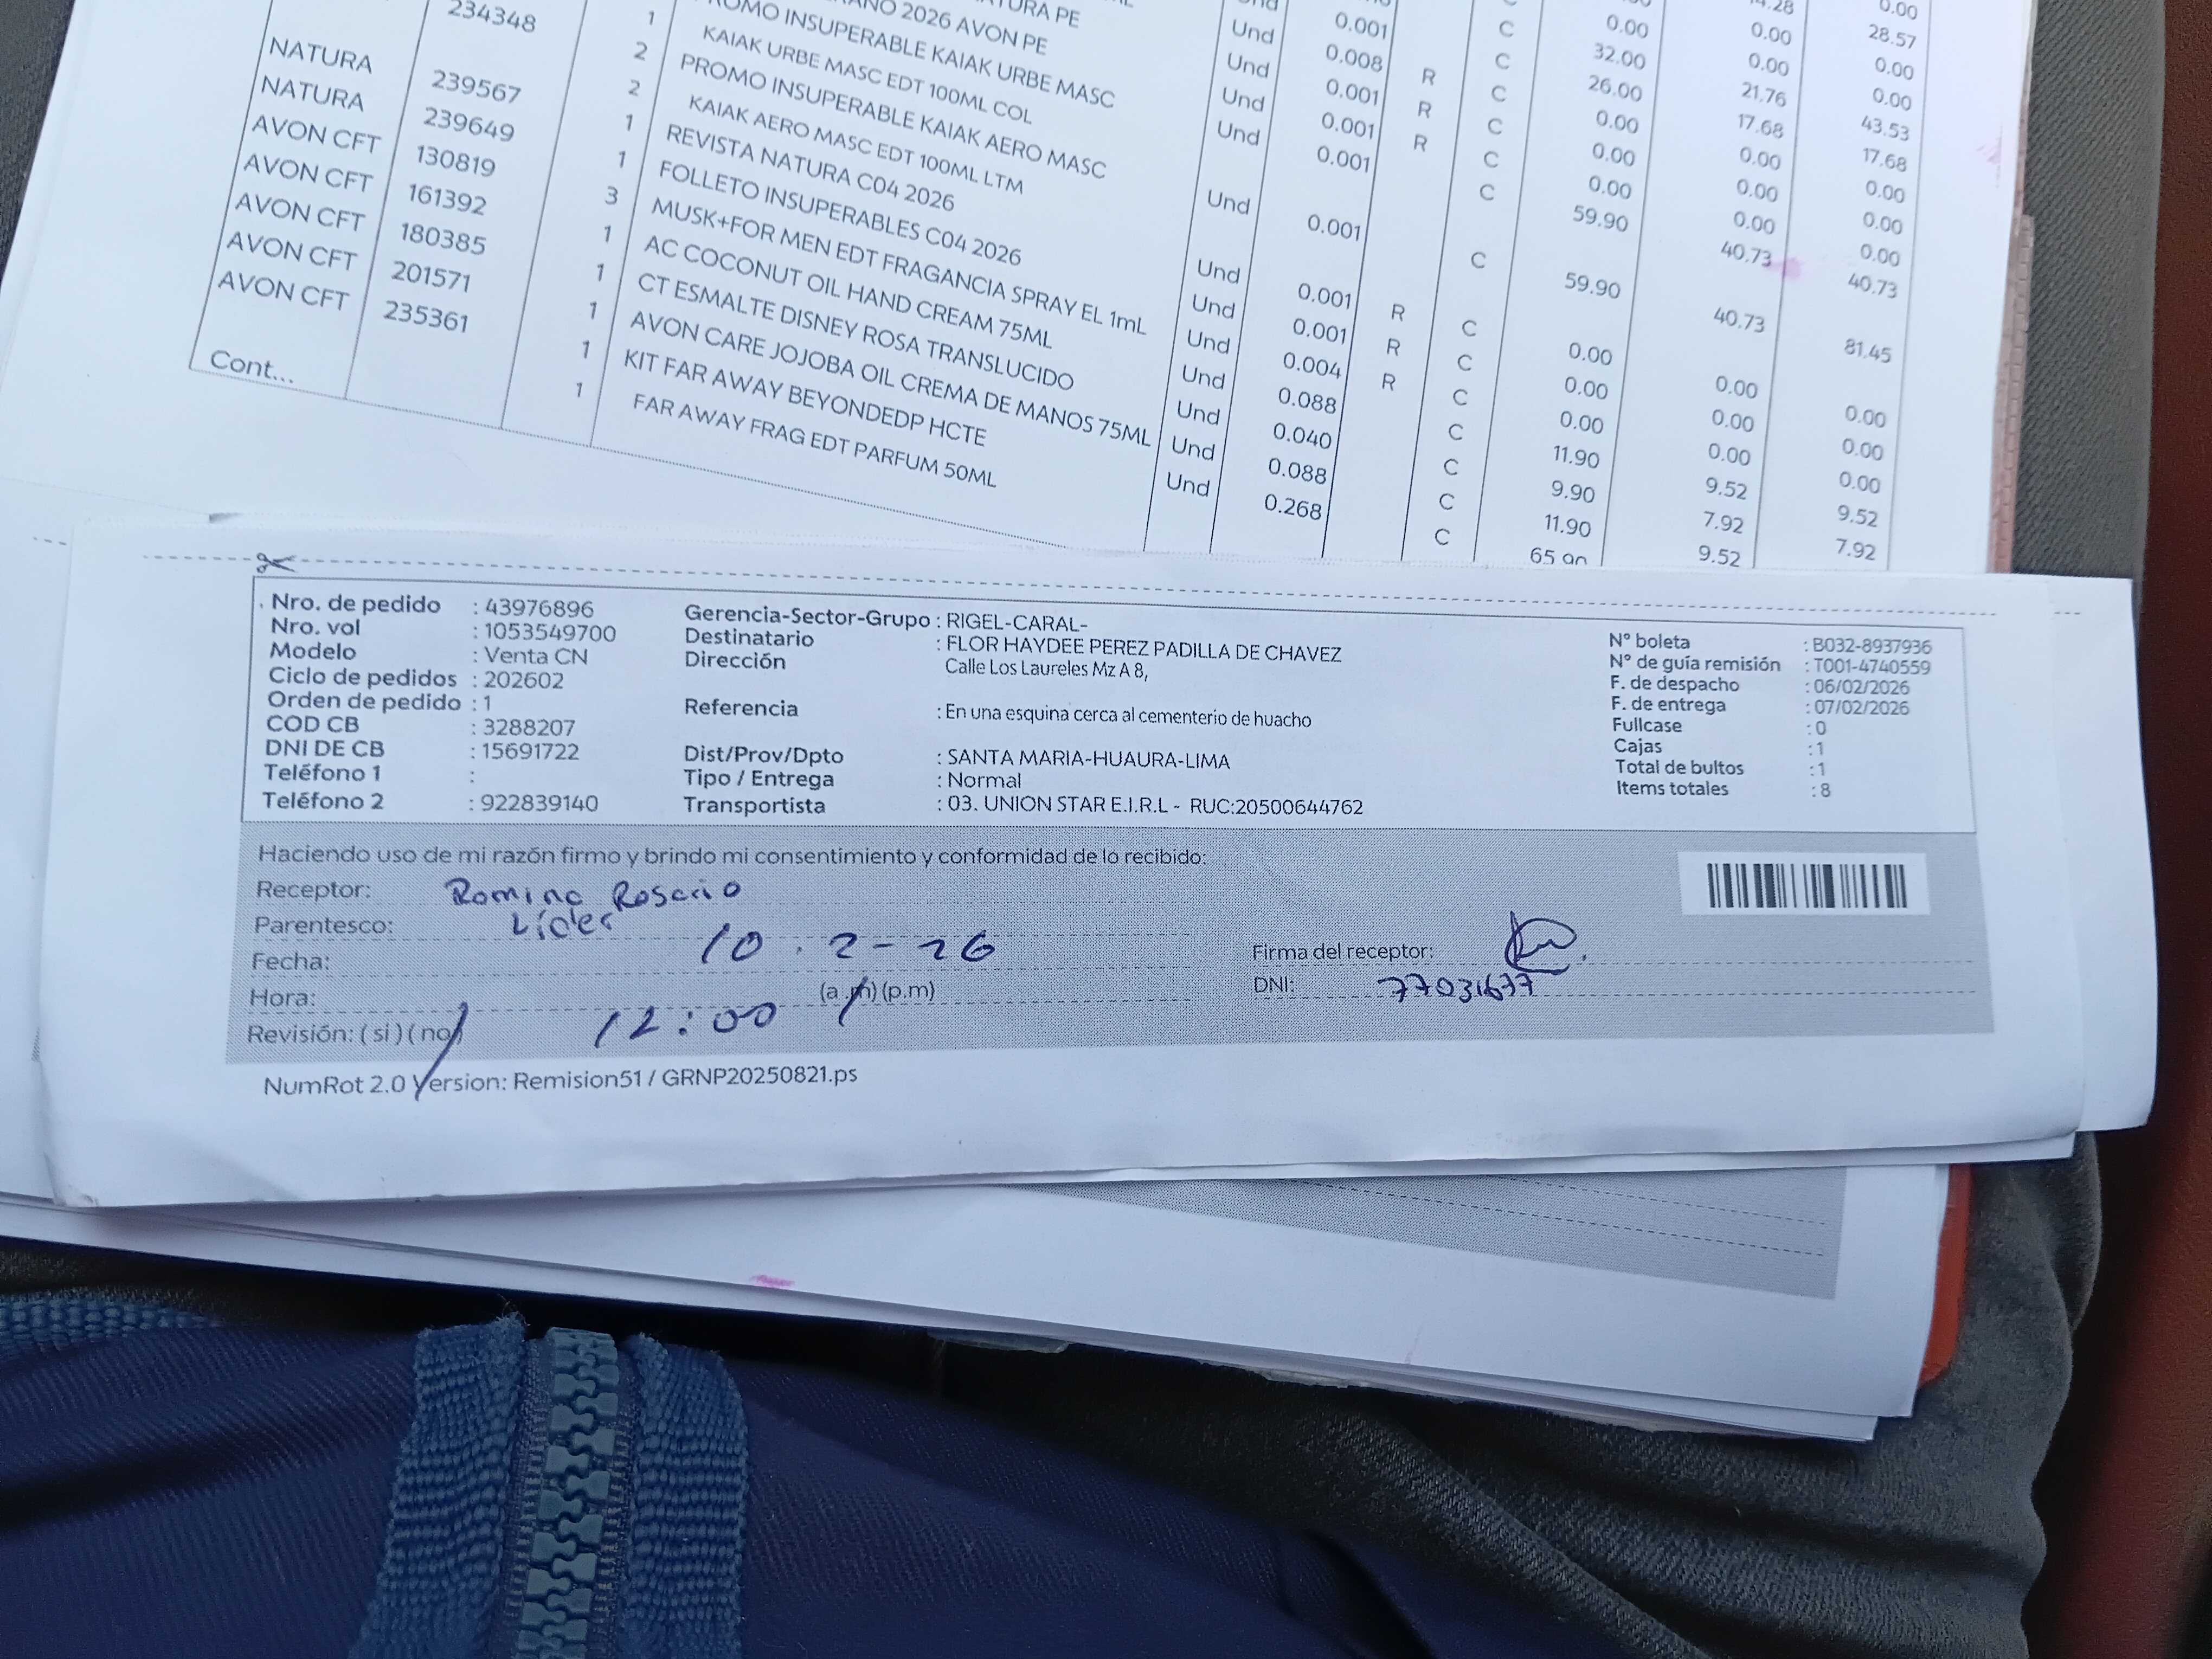 234348 1 RANO 2026 AVON PE
NATURA 2 PROMO INSUPERABLE KAIAK URBE MASC
NATURA 239567 2 KAIAK URBE MASC EDT 100ML COL
AVON CFT 239649 1 PROMO INSUPERABLE KAIAK AERO MASC
AVON CFT 130819 1 KAIAK AERO MASC EDT 100ML LTM
AVON CFT 161392 3 REVISTA NATURA C04 2026
AVON CFT 180385 1 FOLLETO INSUPERABLES C04 2026
AVON CFT 201571 1 MUSK+FOR MEN EDT FRAGANCIA SPRAY EL 1mL
235361 1 AC COCONUT OIL HAND CREAM 75ML
1 CT ESMALTE DISNEY ROSA TRANSLUCIDO
1 AVON CARE JOJOBA OIL CREMA DE MANOS 75ML
KIT FAR AWAY BEYONDEDP HCTE
FAR AWAY FRAG EDT PARFUM 50ML
Cont...
Und 0.001 C 0.00 0.00 28.57
Und 0.008 R C 32.00 0.00 0.00
Und 0.001 R C 26.00 21.76 0.00
Und 0.001 R C 0.00 17.68 43.53
Und 0.001 C 0.00 0.00 17.68
C 0.00 0.00 0.00
Und 0.001 C 59.90 0.00 0.00
40.73 0.00
C 59.90 40.73 40.73
Und 0.001 R C 0.00 81.45
Und 0.001 R C 0.00 0.00
Und 0.004 R C 0.00 0.00 0.00
Und 0.088 C 11.90 0.00 0.00
Und 0.040 C 9.90 9.52 0.00
Und 0.088 C 11.90 7.92 9.52
Und 0.268 C 65.90 9.52 7.92
Nro. de pedido : 43976896
Nro. vol : 1053549700
Modelo : Venta CN
Ciclo de pedidos : 202602
Orden de pedido : 1
COD CB : 3288207
DNI DE CB : 15691722
Teléfono 1 :
Teléfono 2 : 922839140
Gerencia-Sector-Grupo : RIGEL-CARAL-
Destinatario : FLOR HAYDEE PEREZ PADILLA DE CHAVEZ
Dirección Calle Los Laureles Mz A 8,
Referencia : En una esquina cerca al cementerio de huacho
Dist/Prov/Dpto : SANTA MARIA-HUAURA-LIMA
Tipo / Entrega : Normal
Transportista : 03. UNION STAR E.I.R.L - RUC:20500644762
N° boleta : B032-8937936
N° de guía remisión : T001-4740559
F. de despacho : 06/02/2026
F. de entrega : 07/02/2026
Fullcase : 0
Cajas : 1
Total de bultos : 1
Items totales : 8
Haciendo uso de mi razón firmo y brindo mi consentimiento y conformidad de lo recibido:
Receptor: Romina Rosario
Parentesco: Líder
Fecha: 10.2-26
Hora: 12:00 (a.m) (p.m)
Revisión: ( si ) ( no )
Firma del receptor:
DNI: 77031677
NumRot 2.0 Version: Remision51 / GRNP20250821.ps